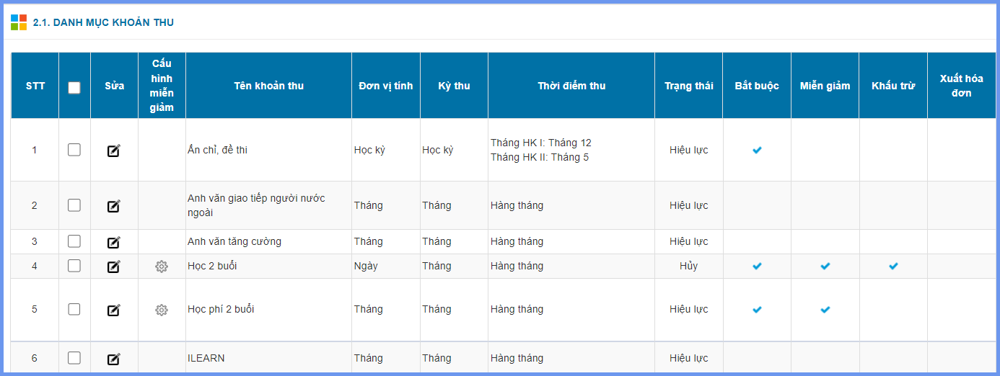 2.1. DANH MỤC KHOẢN THU
STT
Sửa
Cấu
hình
miễn
giảm
Tên khoản thu
Đơn vị tính
Kỳ thu
Thời điểm thu
Trạng thái
Bắt buộc
Miễn giảm
Khấu trừ
Xuất hóa
đơn
1
Ấn chỉ, đề thi
Học kỳ
Học kỳ
Tháng HK I: Tháng 12
Tháng HK II: Tháng 5
Hiệu lực
2
Anh văn giao tiếp người nước
ngoài
Tháng
Tháng
Hàng tháng
Hiệu lực
3
Anh văn tăng cường
Tháng
Tháng
Hàng tháng
Hiệu lực
4
Học 2 buổi
Ngày
Tháng
Hàng tháng
Hủy
5
Học phí 2 buổi
Tháng
Tháng
Hàng tháng
Hiệu lực
6
ILEARN
Tháng
Tháng
Hàng tháng
Hiệu lực